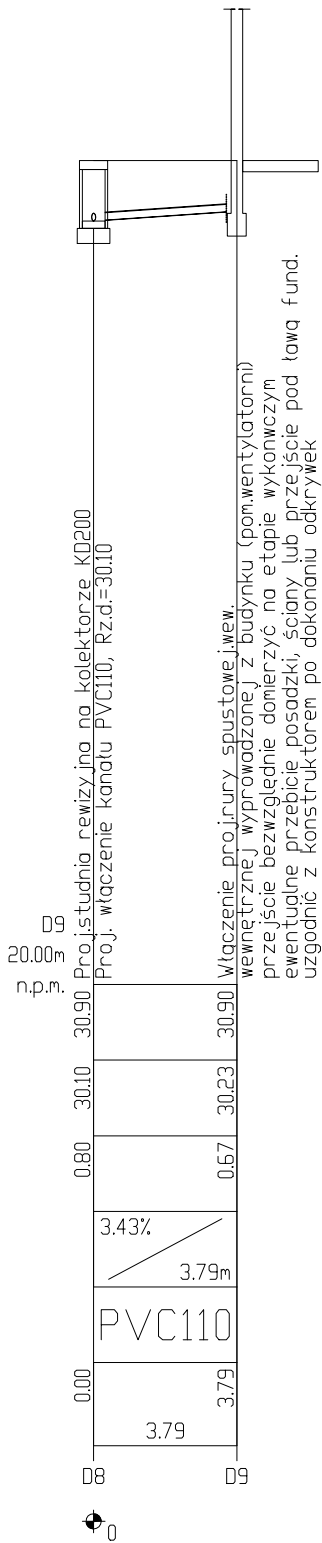 Proj.studnia rewizyjna na kolektorze KD200
Proj. włączenie kanału PVC110, Rz.d.=30.10
Włączenie proj.rury spustowej.wew.
wewnętrznej wyprowadzonej z budynku (pom.wentylatorni)
przejście bezwzględnie domierzyć na etapie wykonwczym
ewentualne przebicie posadzki, ściany lub przejście pod ławą fund.
uzgodnić z konstruktorem po dokonaniu odkrywek
D9
20.00m
n.p.m.
30.90 30.90
30.10 30.23
0.80 0.67
3.43%
3.79m
PVC110
0.00 3.79
3.79
D8 D9
0